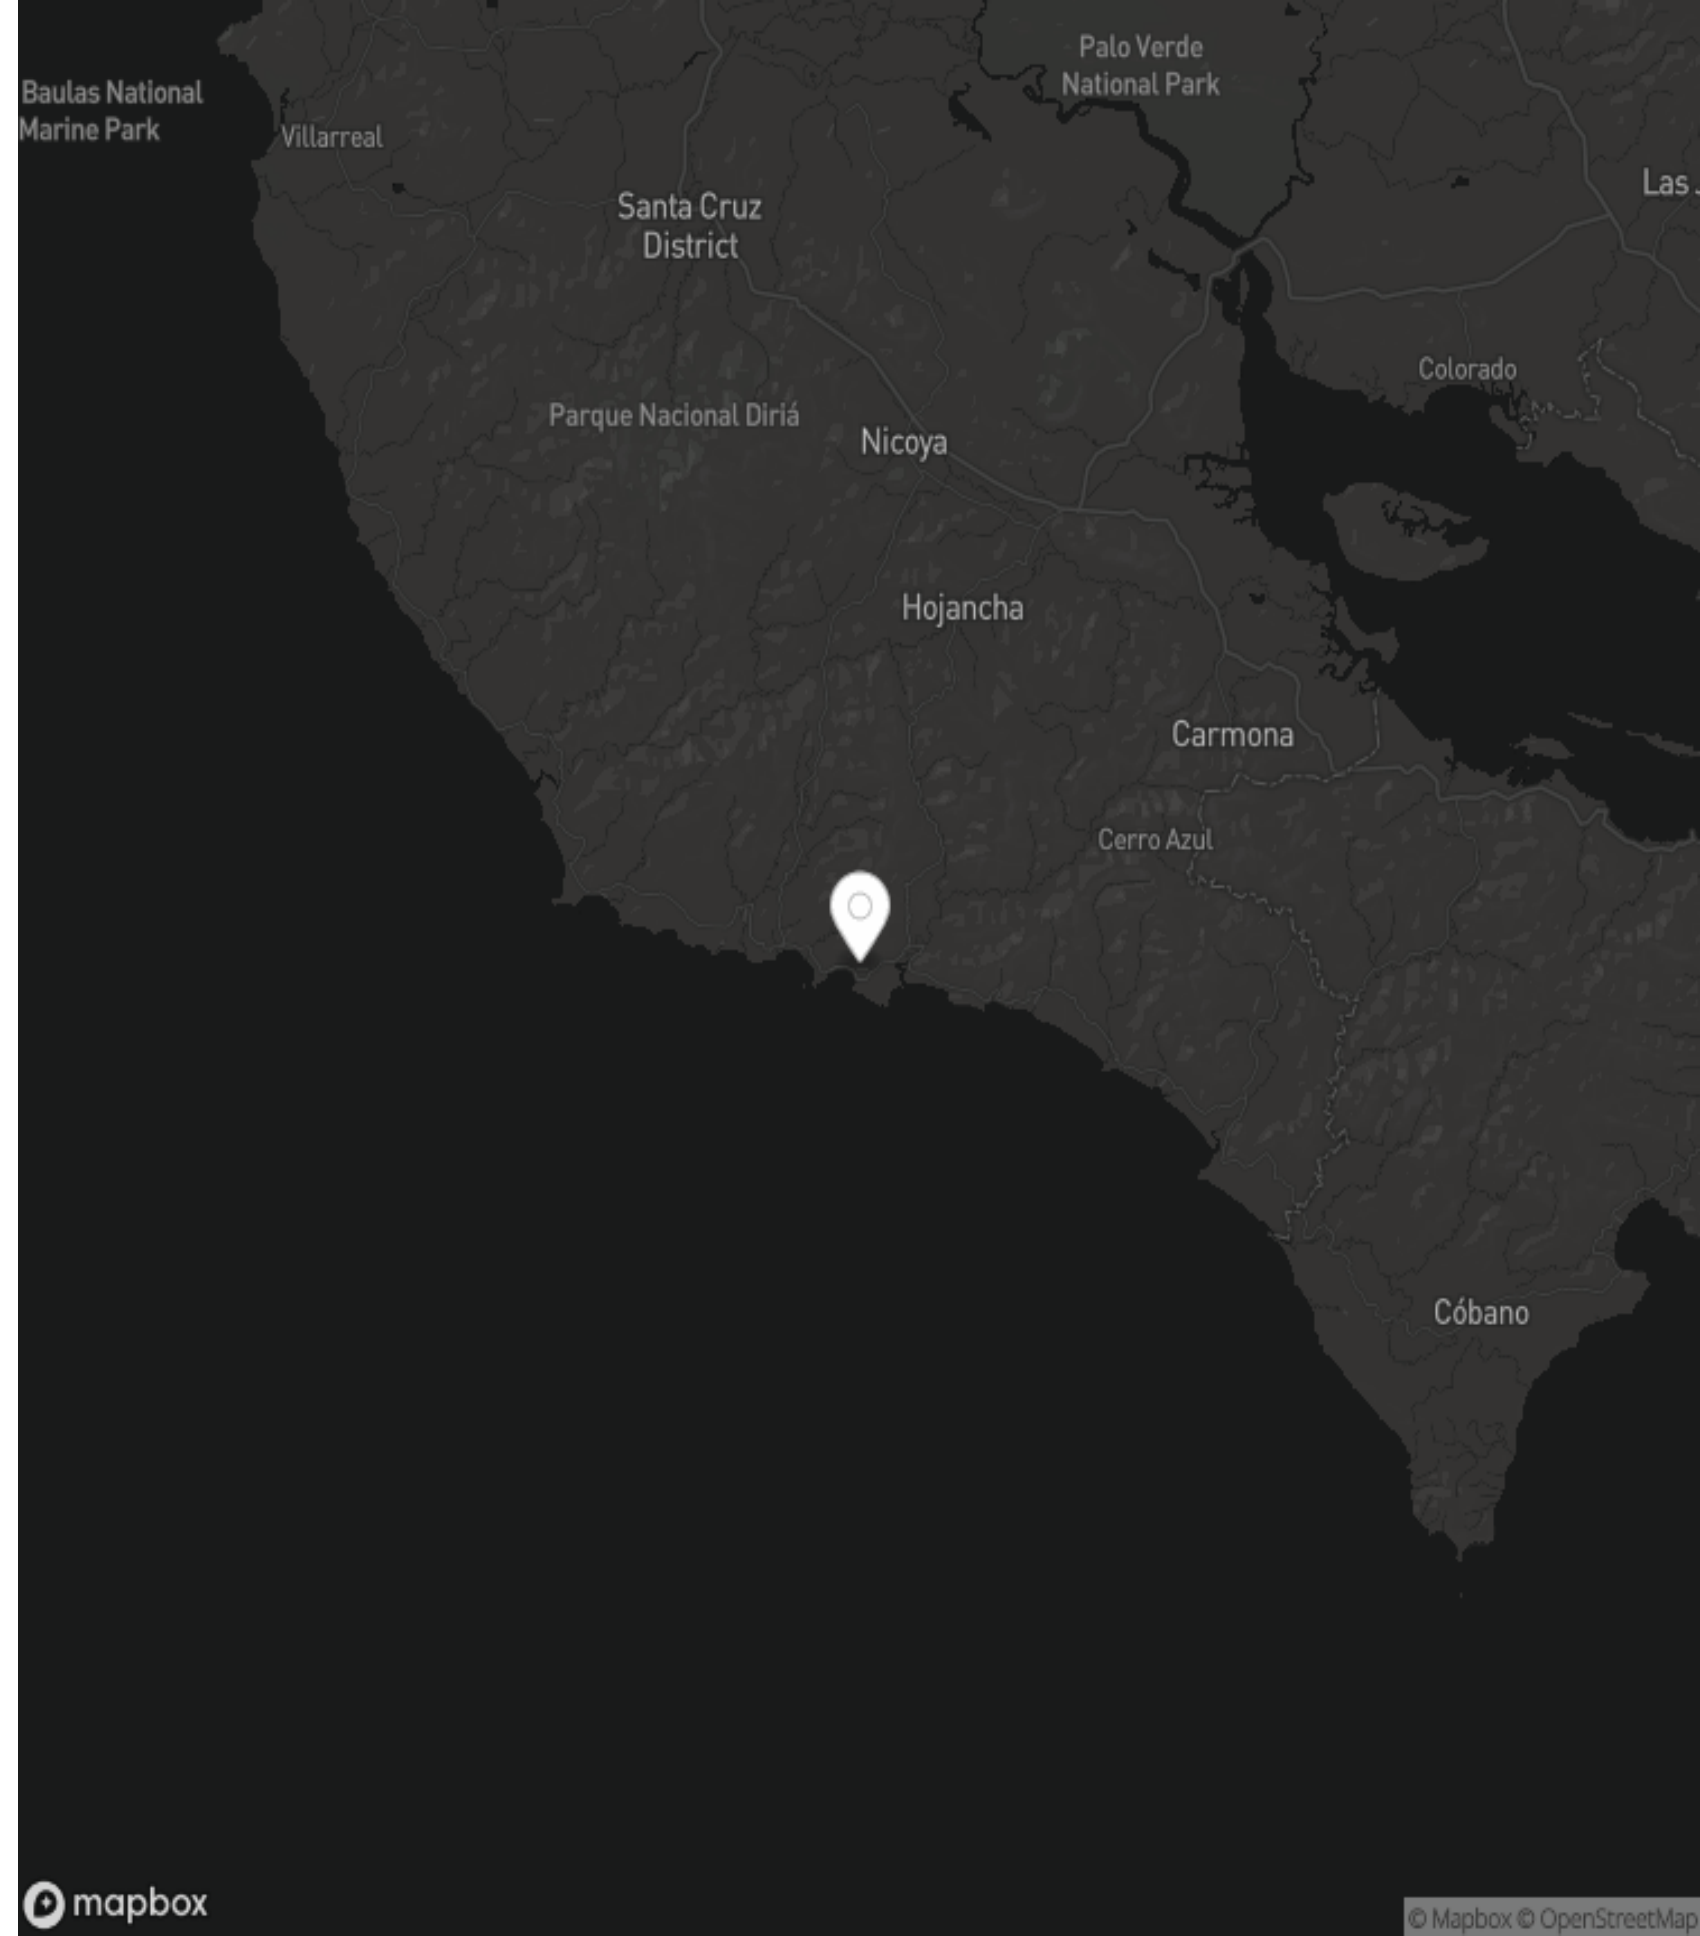 Palo Verde
National Park
Baulas National
Marine Park
Villarreal
Las J
Santa Cruz
District
Colorado
Parque Nacional Diriá
Nicoya
Hojancha
Carmona
Cerro Azul
Cóbano
mapbox
© Mapbox © OpenStreetMap